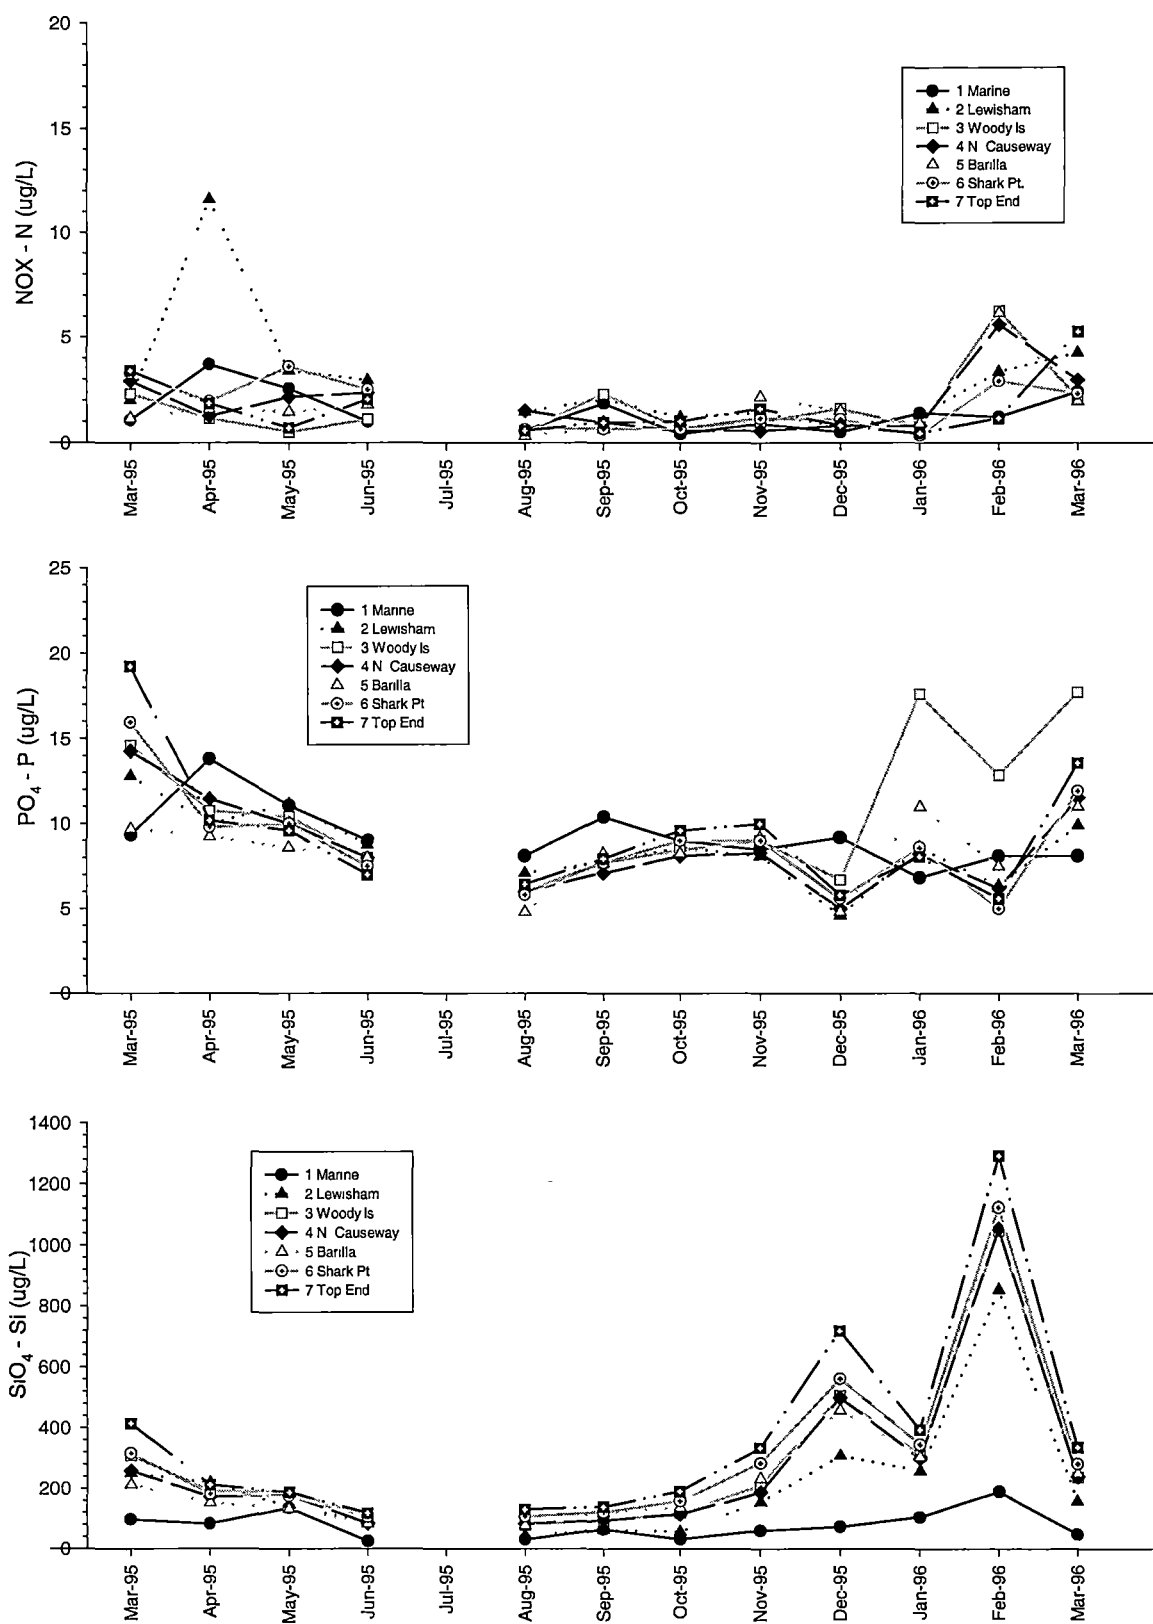 20
15
10
5
0
NOX - N (ug/L)
1 Marine
2 Lewisham
3 Woody Is
4 N Causeway
5 Barilla
6 Shark Pt.
7 Top End
Mar-95
Apr-95
May-95
Jun-95
Jul-95
Aug-95
Sep-95
Oct-95
Nov-95
Dec-95
Jan-96
Feb-96
Mar-96
25
20
15
10
5
0
PO4 - P (ug/L)
1 Marine
2 Lewisham
3 Woody Is
4 N Causeway
5 Barilla
6 Shark Pt
7 Top End
Mar-95
Apr-95
May-95
Jun-95
Jul-95
Aug-95
Sep-95
Oct-95
Nov-95
Dec-95
Jan-96
Feb-96
Mar-96
1400
1200
1000
800
600
400
200
0
SiO4 - Si (ug/L)
1 Marine
2 Lewisham
3 Woody Is
4 N Causeway
5 Barilla
6 Shark Pt
7 Top End
Mar-95
Apr-95
May-95
Jun-95
Jul-95
Aug-95
Sep-95
Oct-95
Nov-95
Dec-95
Jan-96
Feb-96
Mar-96